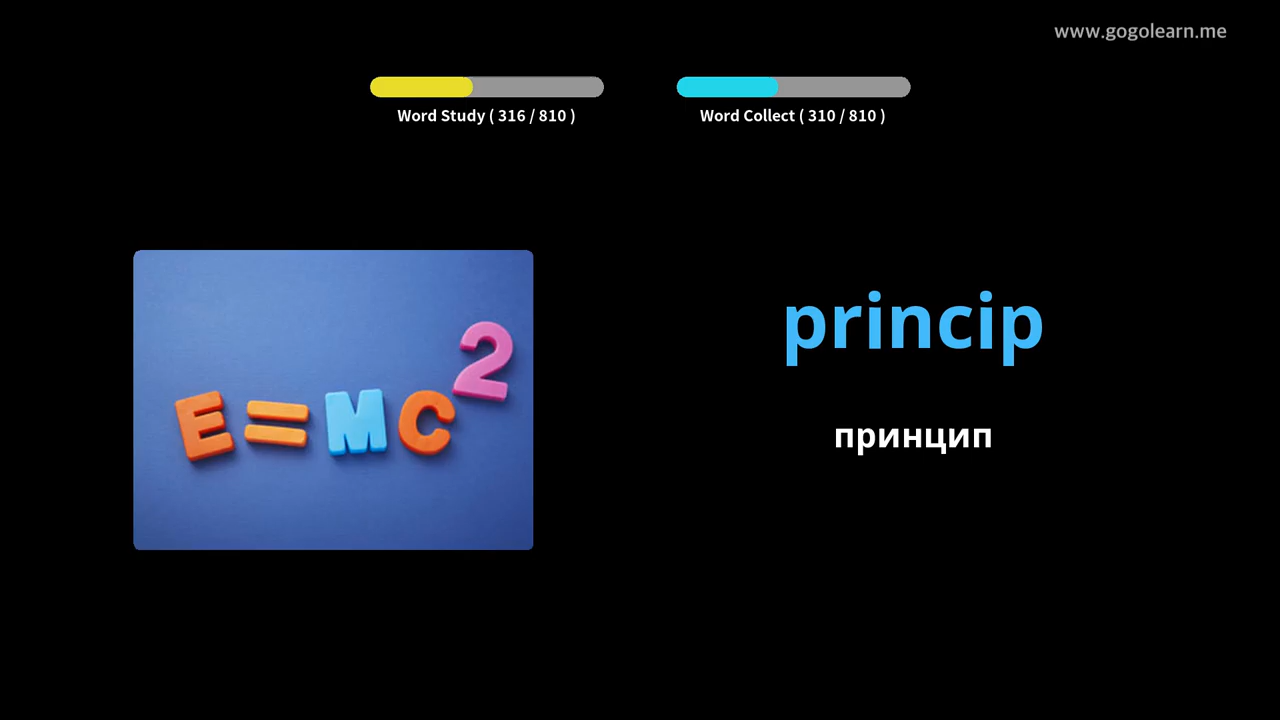 www.gogolearn.me
Word Study ( 316 / 810 )
Word Collect ( 310 / 810 )
E=MC2
princip
принцип